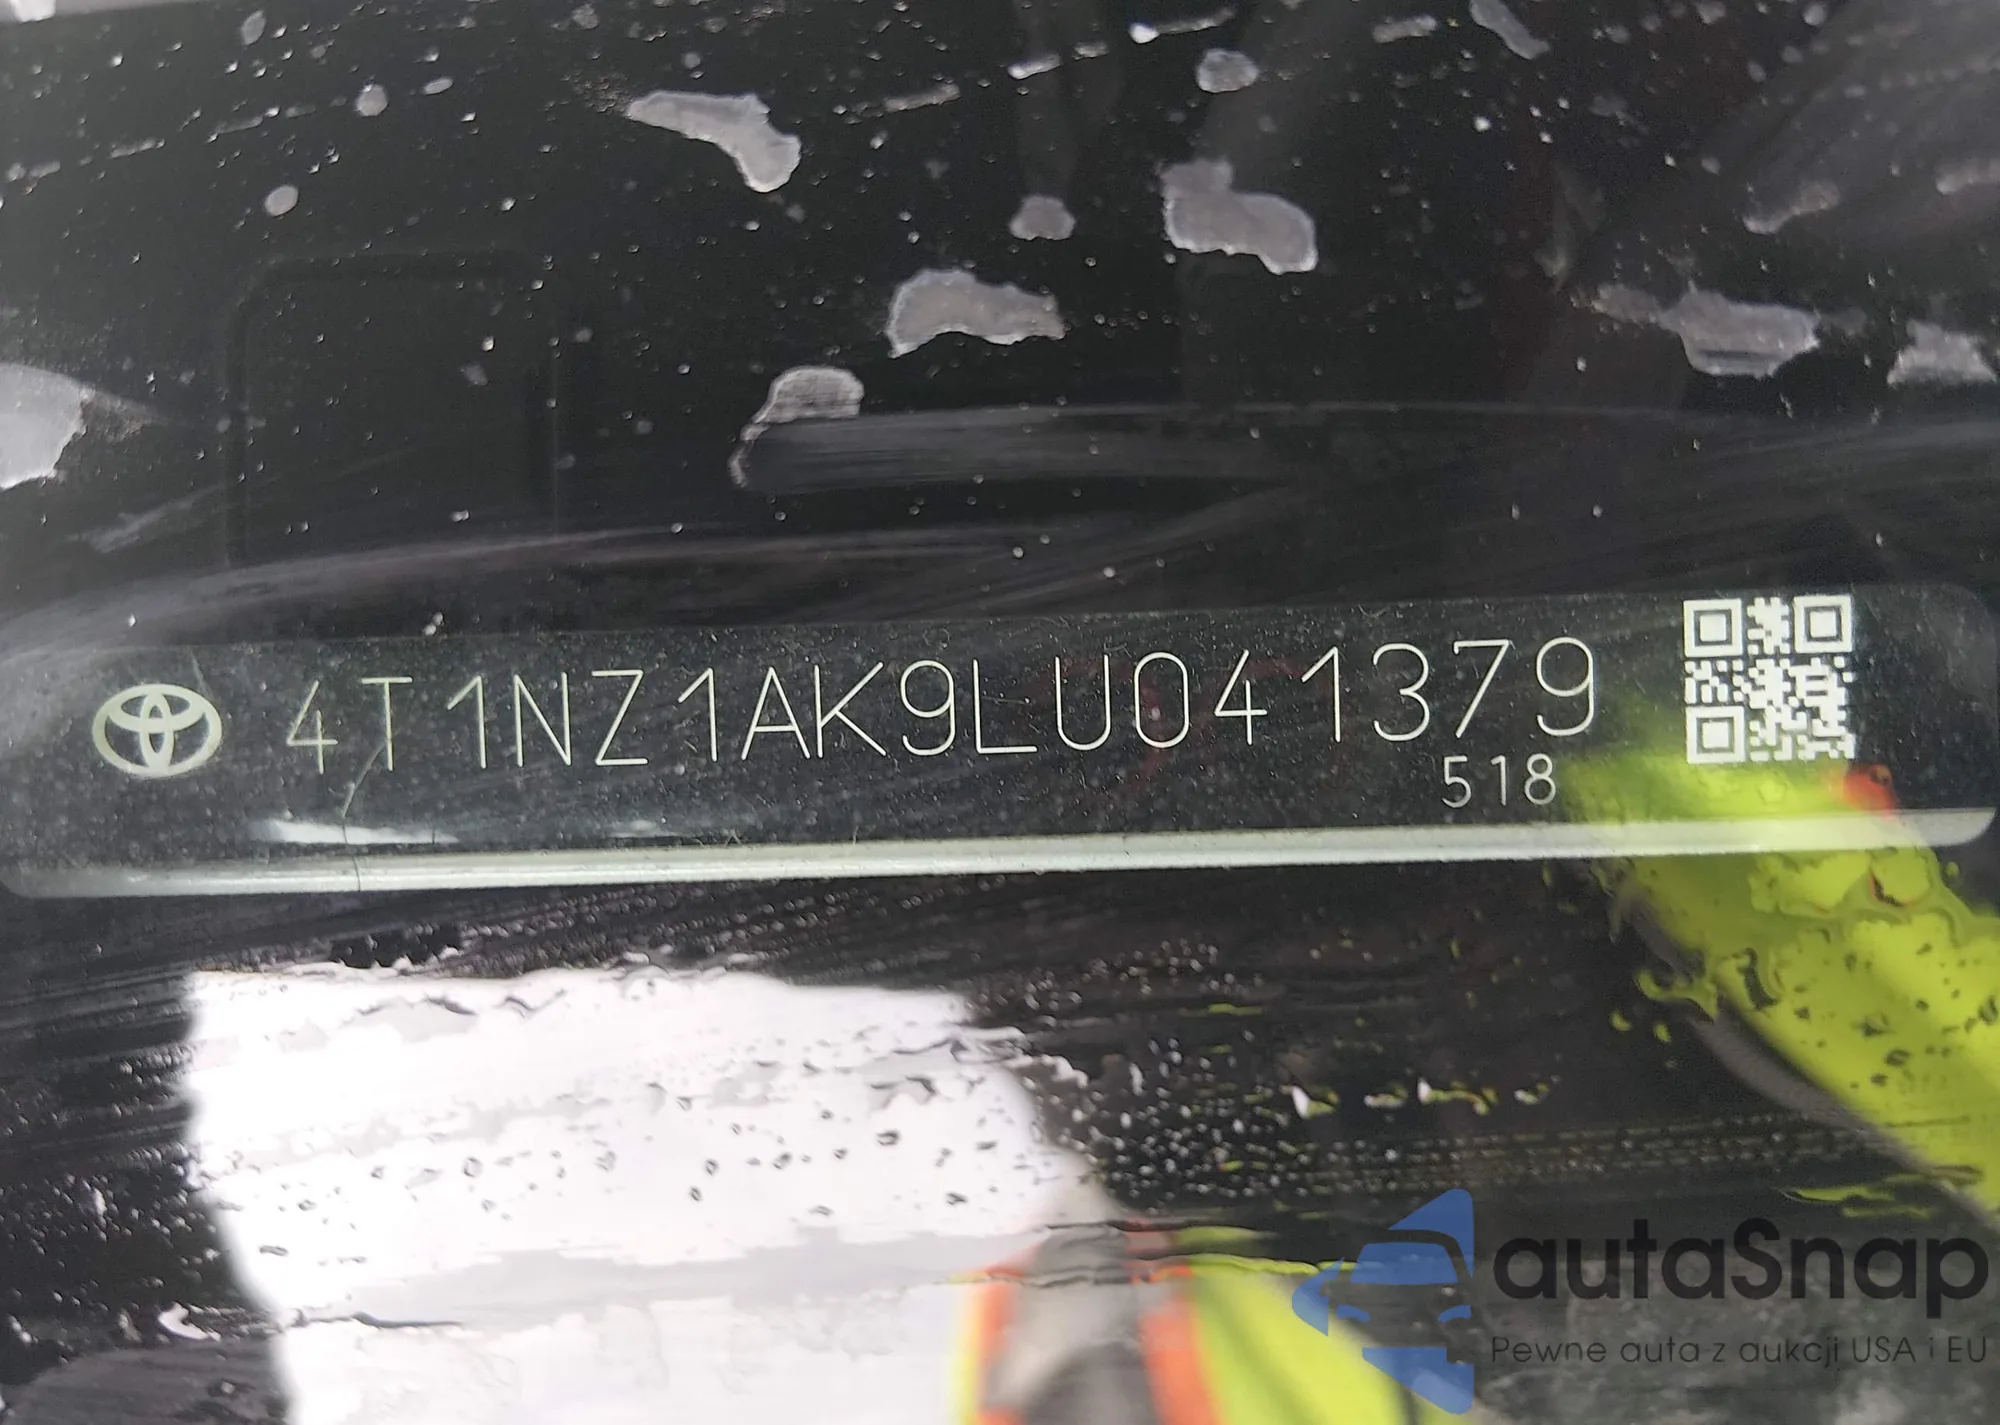 4T1NZ1AK9LU041379
518
autaSnap
Pewne auta z aukcji USA i EU